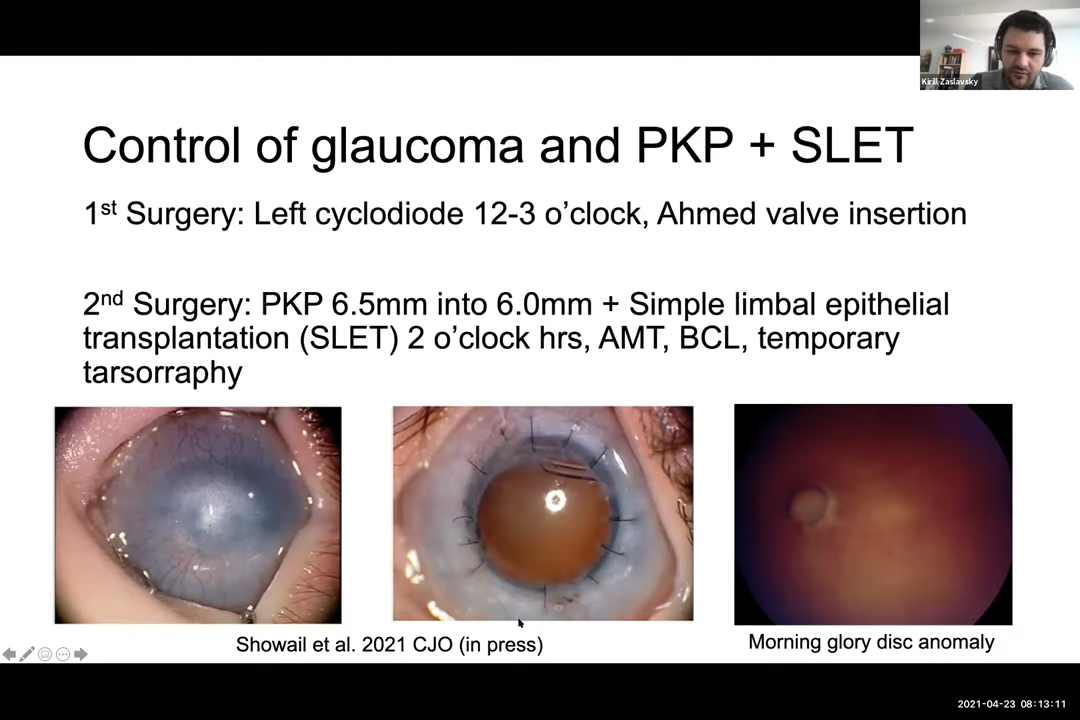 Kirill Zaslavsky
Control of glaucoma and PKP + SLET
1st Surgery: Left cyclodiode 12-3 o’clock, Ahmed valve insertion
2nd Surgery: PKP 6.5mm into 6.0mm + Simple limbal epithelial
transplantation (SLET) 2 o’clock hrs, AMT, BCL, temporary
tarsorraphy
Showail et al. 2021 CJO (in press)
Morning glory disc anomaly
2021-04-23 08:13:11